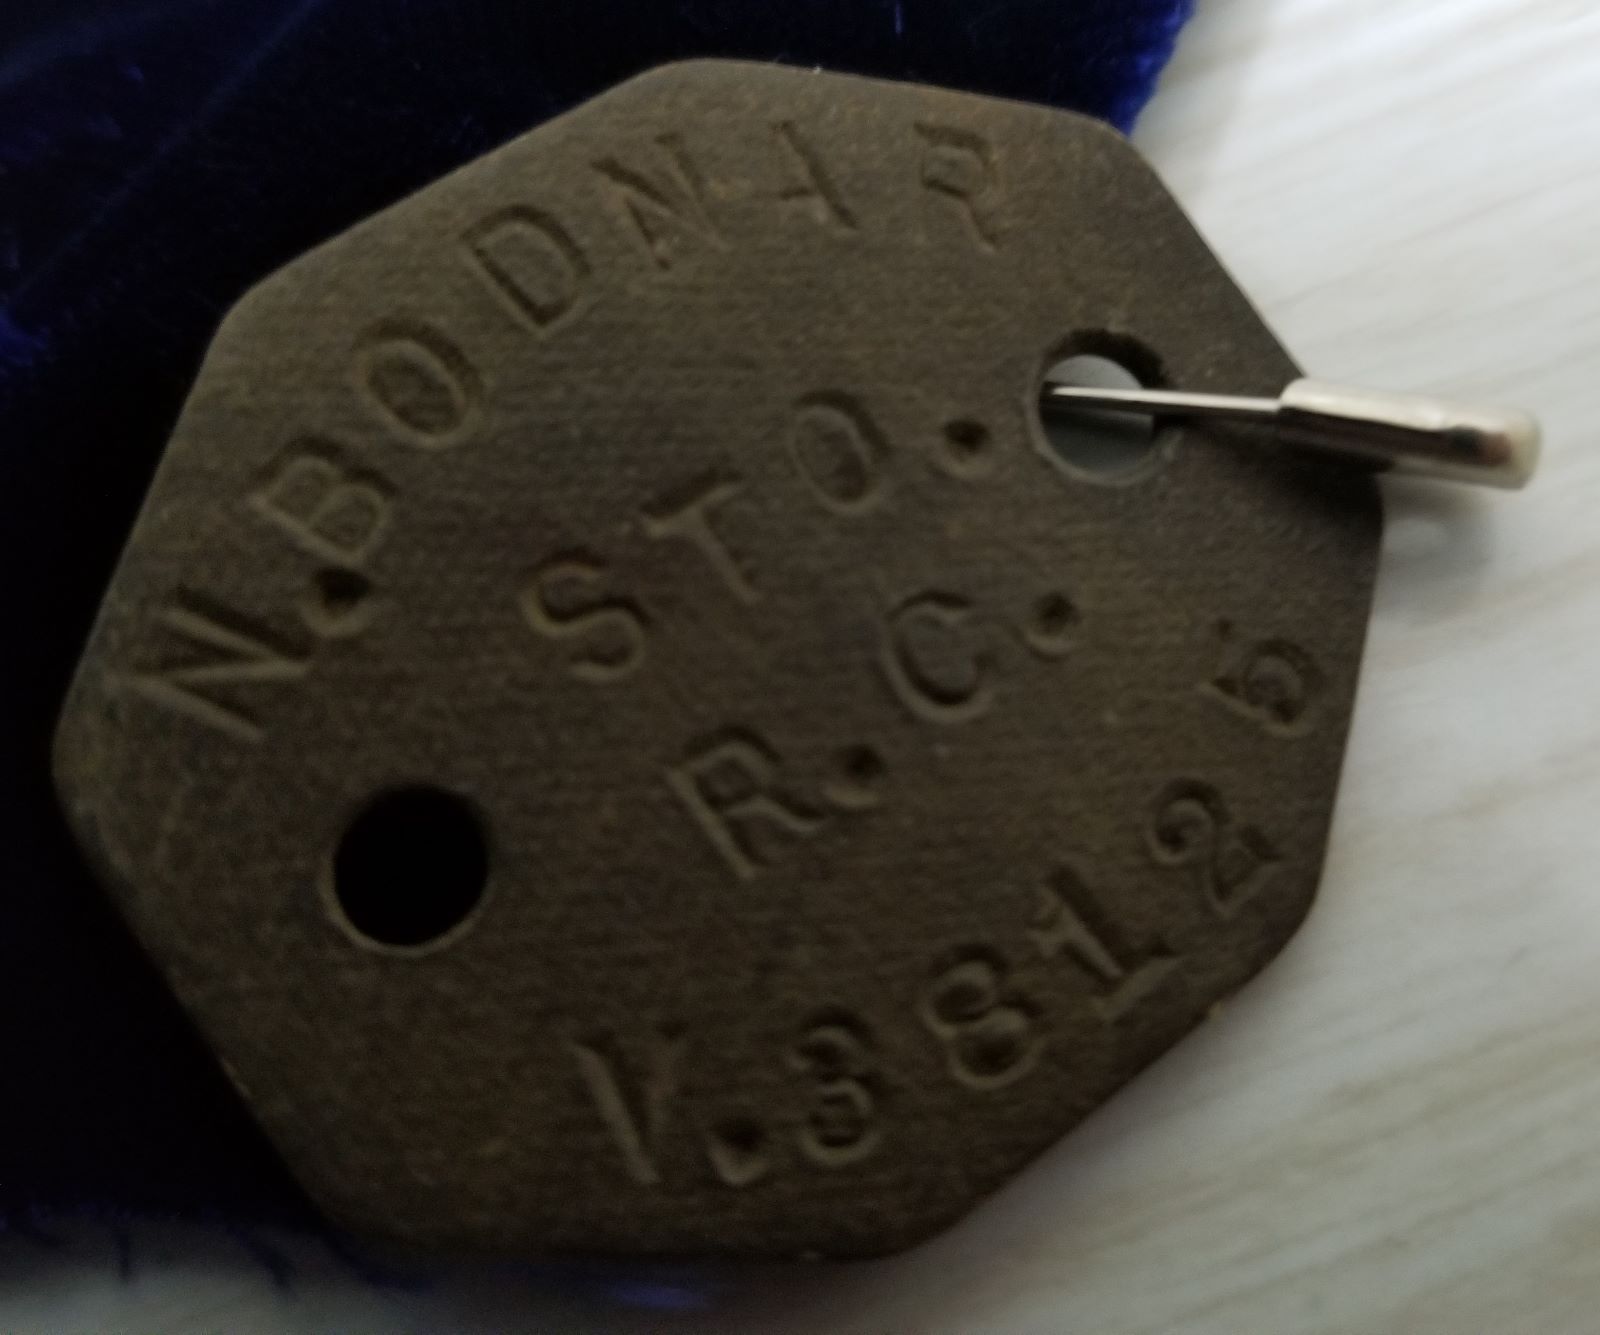 N.BODNAR
STO.
R.C.
V.38125